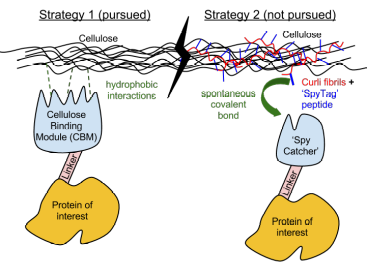 Strategy 1 (pursued)
Cellulose
hydrophobic
interactions
Cellulose
Binding
Module (CBM)
Linker
Protein of
interest
Strategy 2 (not pursued)
Cellulose
Curli fibrils +
'SpyTag'
peptide
spontaneous
covalent
bond
'Spy
Catcher'
Linker
Protein of
interest